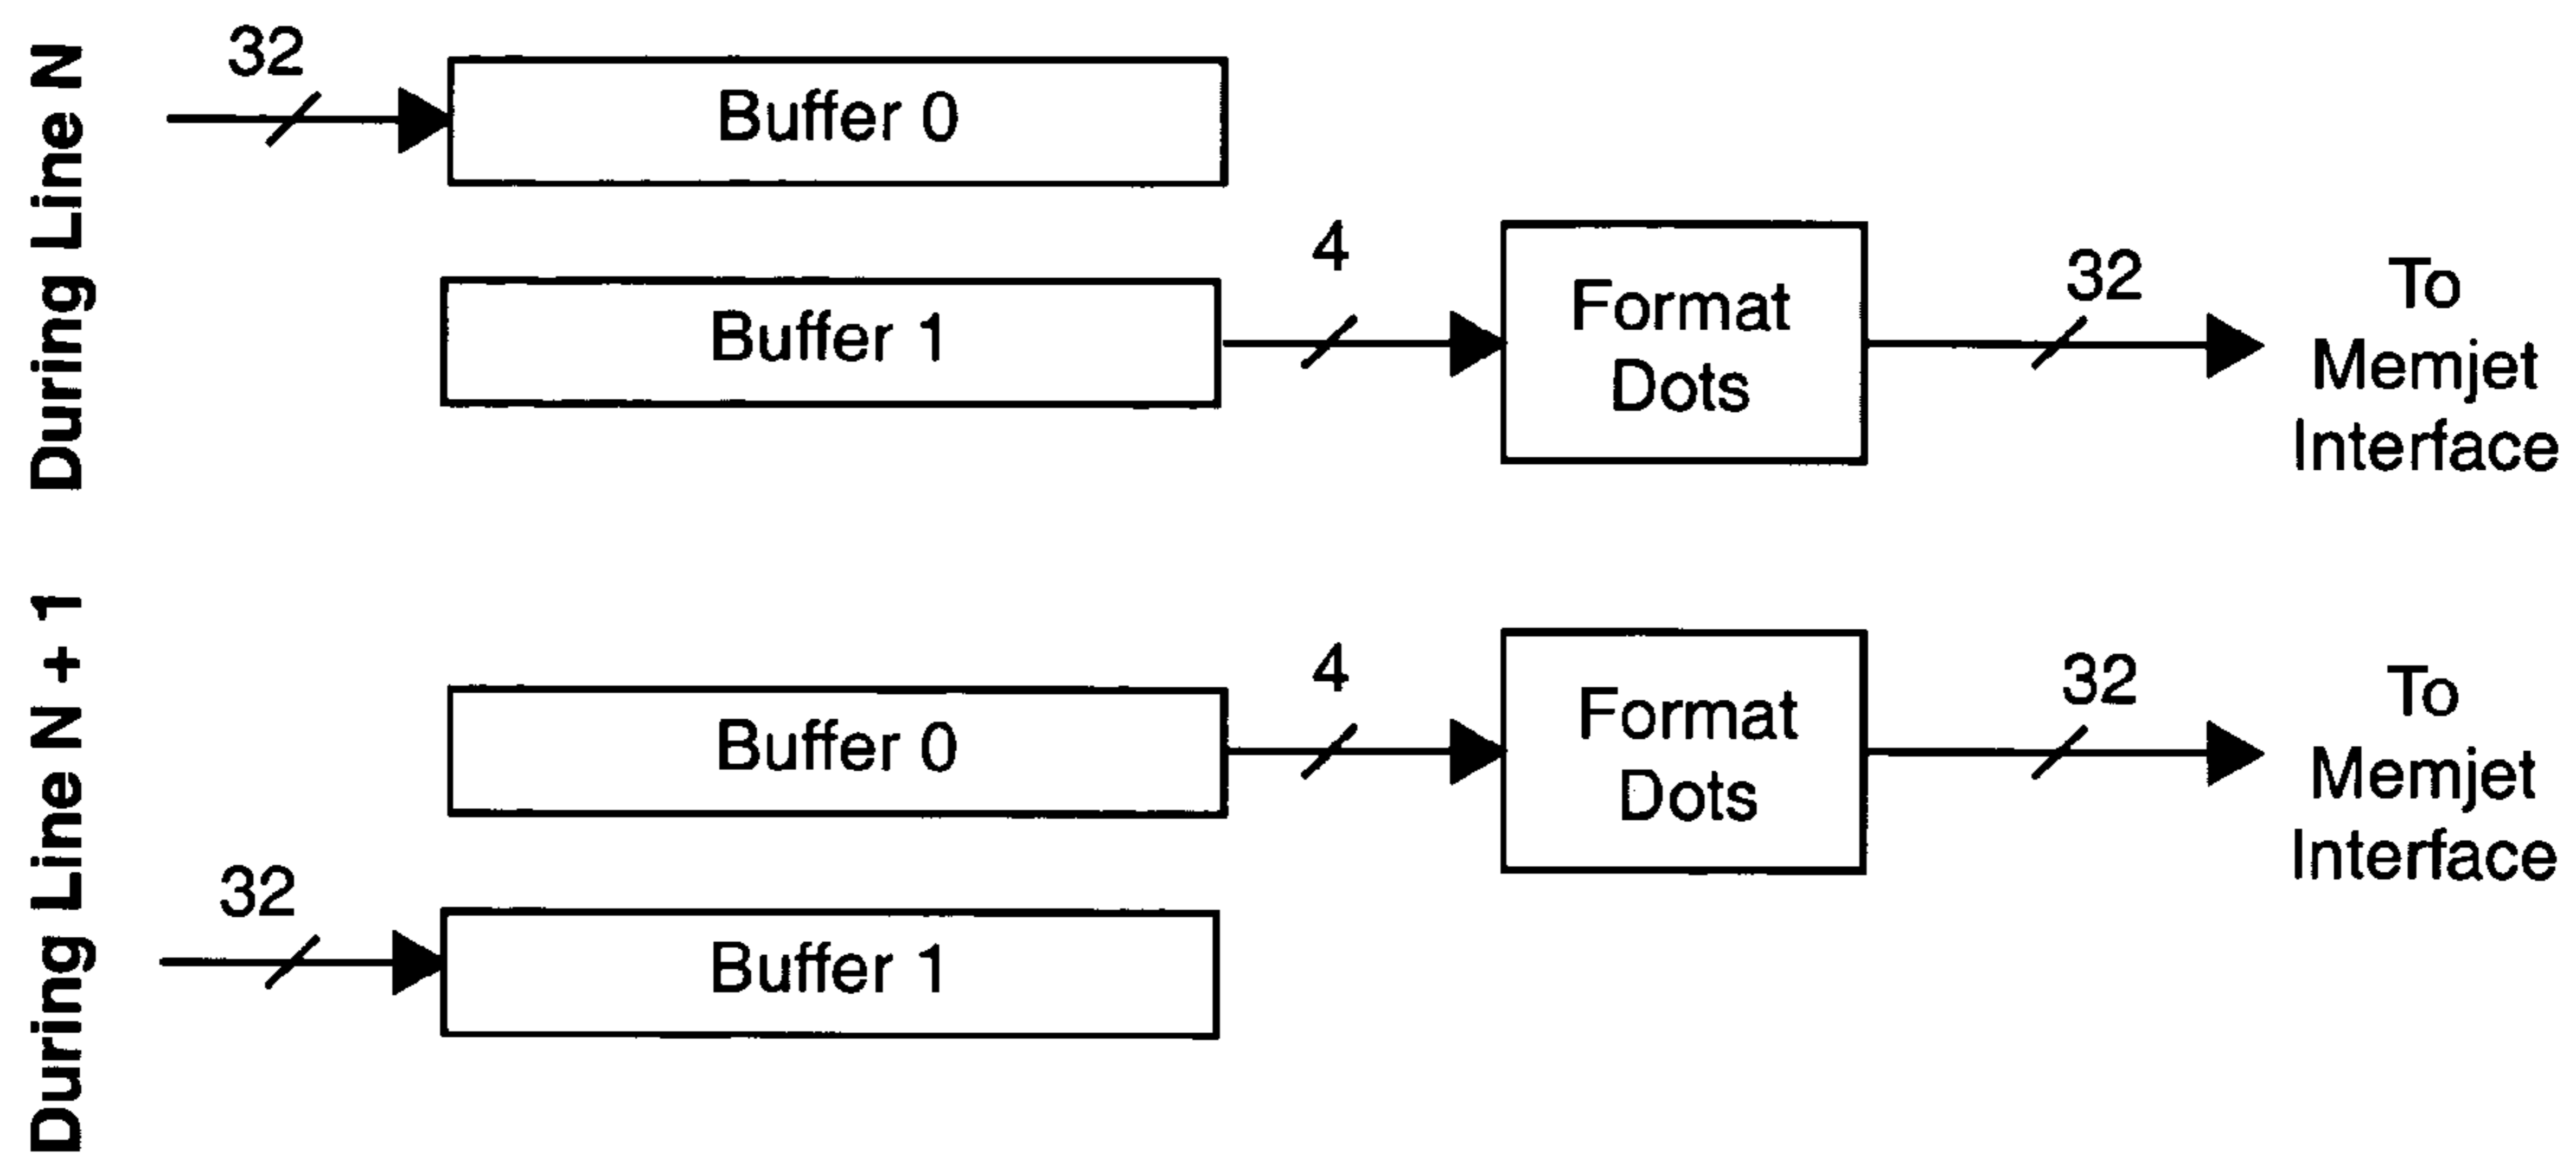 During Line N
32
Buffer 0
Buffer 1
4
Format
Dots
32
To
Memjet
Interface
During Line N + 1
Buffer 0
4
Format
Dots
32
To
Memjet
Interface
32
Buffer 1